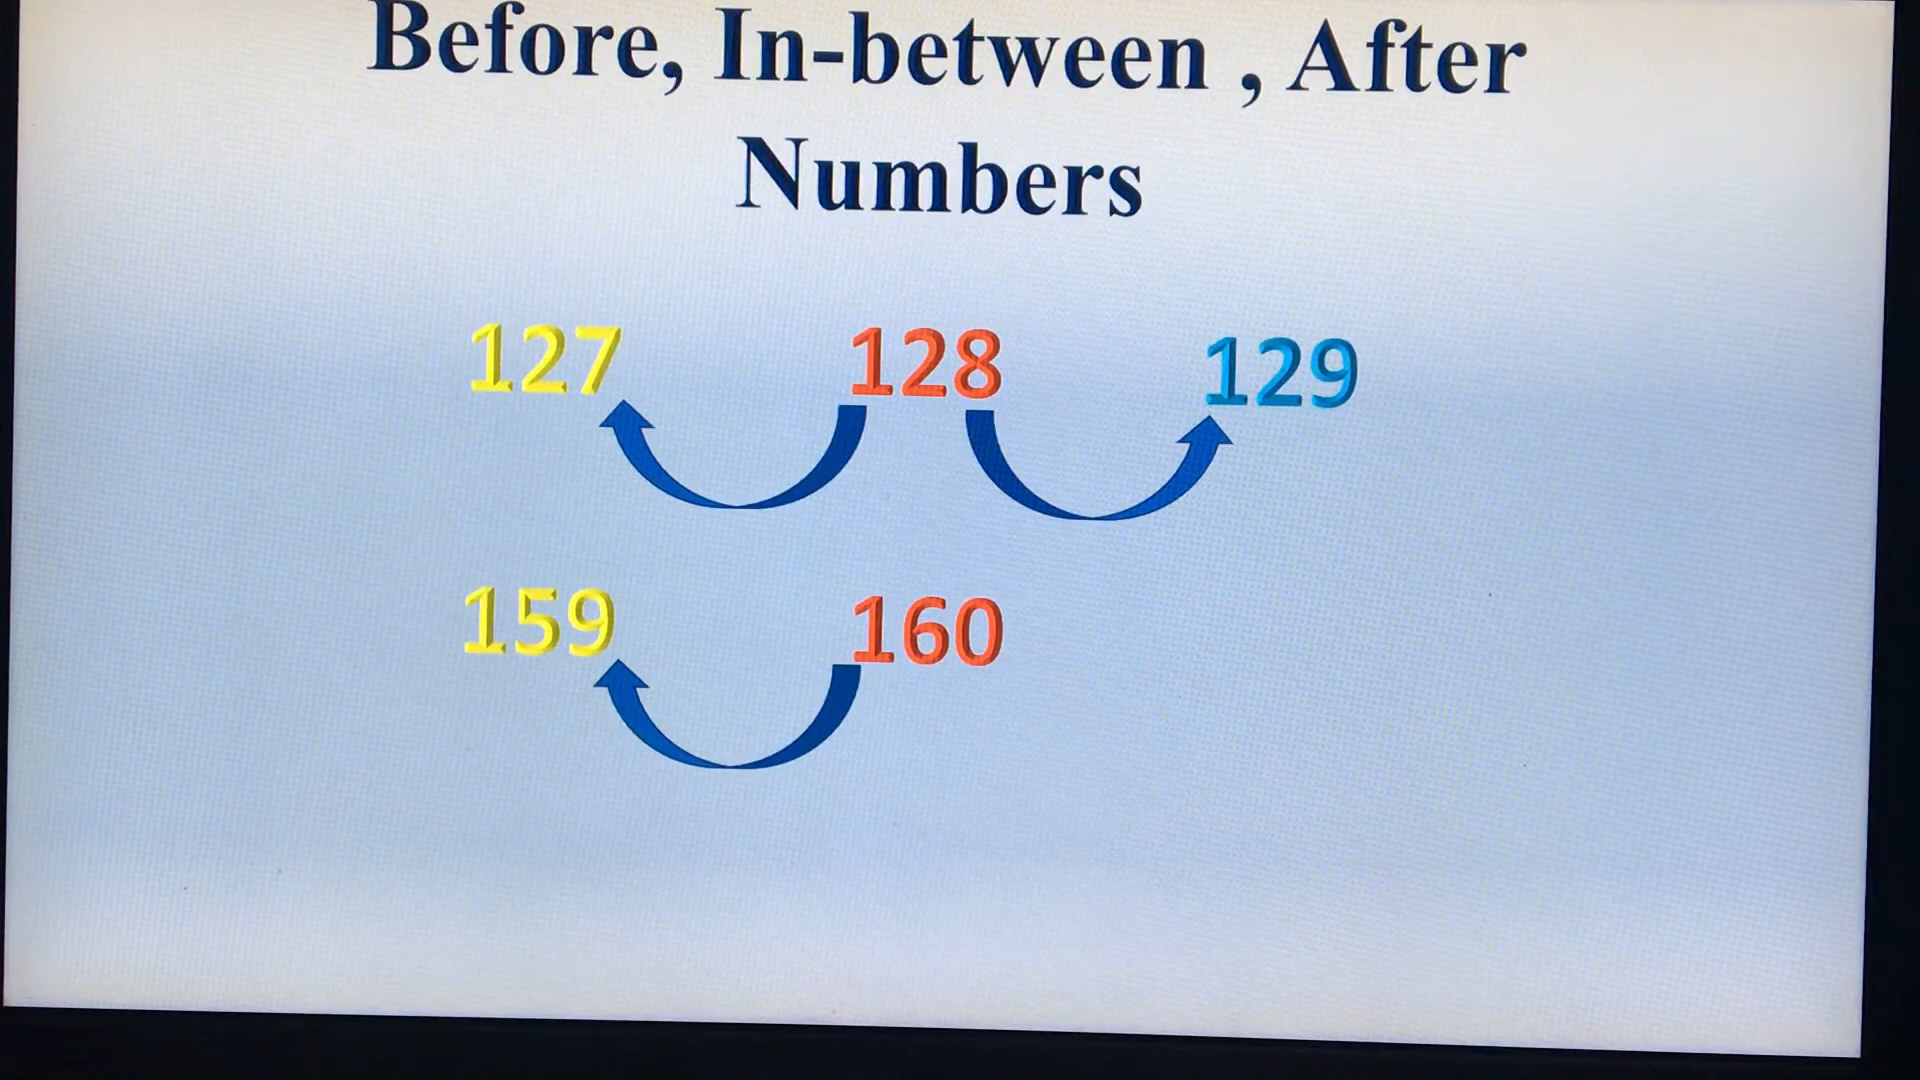 Before, In-between , After
Numbers
127 128 129
159 160